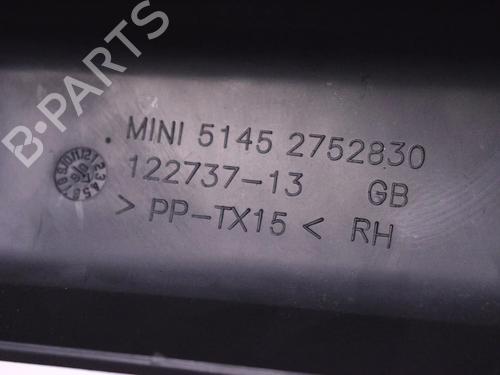 B-PARTS
MINI 5145 2752830
122737-13 GB
> PP-TX15 < RH